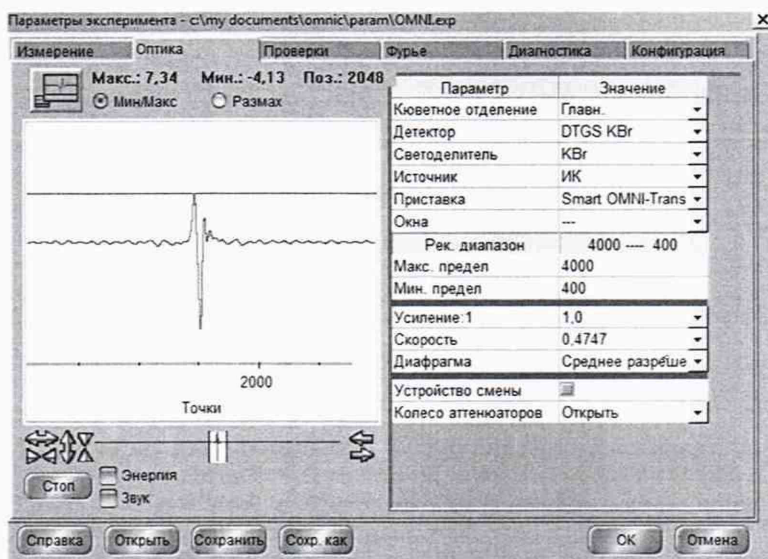 Параметры эксперимента - c:\my documents\omnic\param\OMNI.exp
Измерение Оптика Проверки Фурье Диагностика Конфигурация
Макс.: 7,34 Мин.: -4,13 Поз.: 2048
Мин/Макс Размах
2000
Точки
Стоп
Энергия
Звук
Параметр Значение
Кюветное отделение Главн.
Детектор DTGS KBr
Светоделитель KBr
Источник ИК
Приставка Smart OMNI-Trans
Окна ---
Рек. диапазон 4000 ---- 400
Макс. предел 4000
Мин. предел 400
Усиление:1 1,0
Скорость 0,4747
Диафрагма Среднее разреше
Устройство смены
Колесо аттенюаторов Открыть
Справка Открыть Сохранить Сохр. как OK Отмена